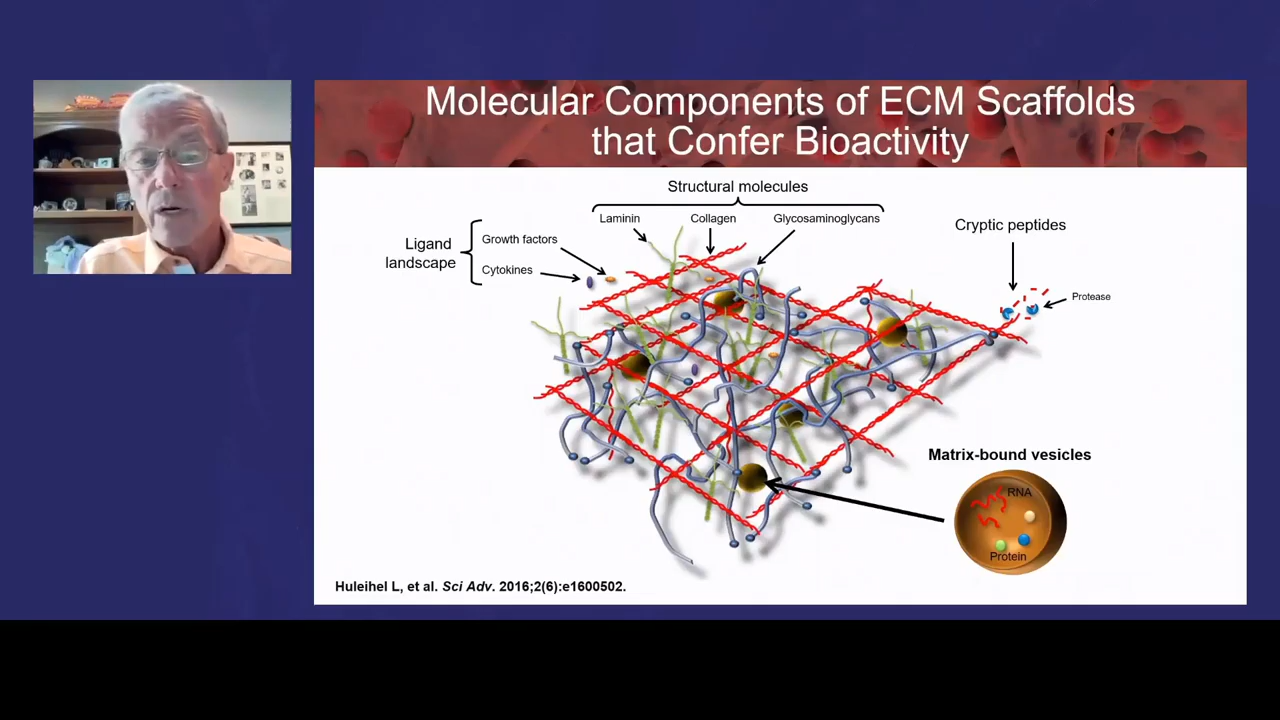 Molecular Components of ECM Scaffolds
that Confer Bioactivity
Structural molecules
Laminin
Collagen
Glycosaminoglycans
Ligand
landscape
Growth factors
Cytokines
Cryptic peptides
Protease
Matrix-bound vesicles
RNA
Protein
Huleihel L, et al. Sci Adv. 2016;2(6):e1600502.